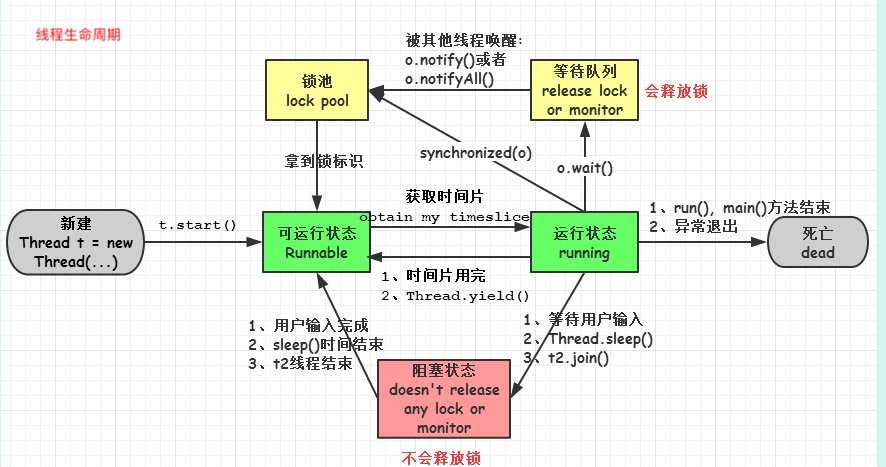 线程生命周期
被其他线程唤醒:
o.notify()或者
o.notifyAll()
锁池
lock pool
等待队列
release lock
or monitor
会释放锁
synchronized(o)
o.wait()
拿到锁标识
获取时间片
obtain my timeslice
新建
Thread t = new
Thread(...)
t.start()
可运行状态
Runnable
运行状态
running
1、run(), main()方法结束
2、异常退出
死亡
dead
1、时间片用完
2、Thread.yield()
1、用户输入完成
2、sleep()时间结束
3、t2线程结束
1、等待用户输入
2、Thread.sleep()
3、t2.join()
阻塞状态
doesn't release
any lock or
monitor
不会释放锁